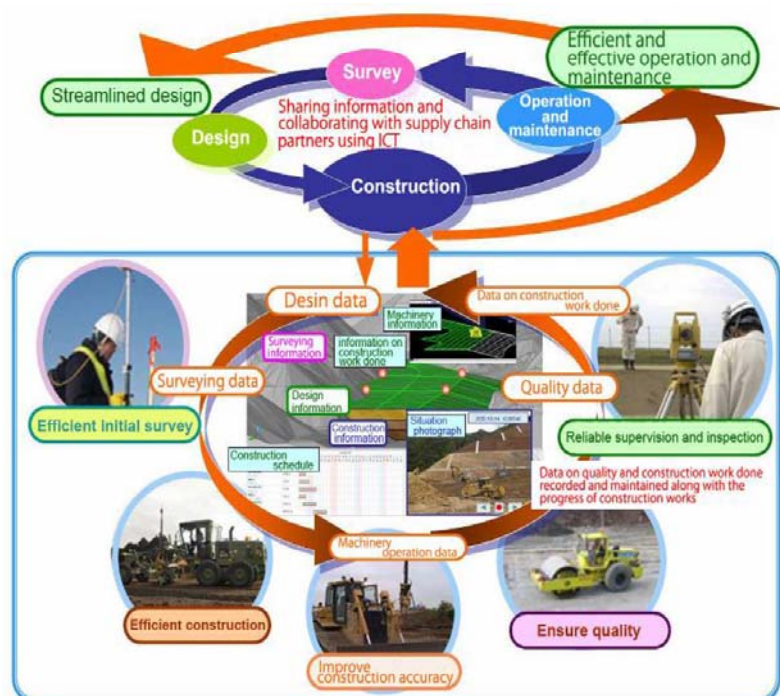 Efficient and
effective operation and
maintenance
Survey
Streamlined design
Sharing information and
collaborating with supply chain
partners using ICT
Operation
and
maintenance
Design
Construction
Desin data
Data on construction
work done
Machinery
information
Surveying
information
information on
construction
work done
Surveying data
Quality data
Design
information
Efficient initial survey
Construction
information
Situation
photograph
Reliable supervision and inspection
Construction
schedule
Data on quality and construction work done
recorded and maintained along with the
progress of construction works
Machinery
operation data
Efficient construction
Ensure quality
Improve
construction accuracy